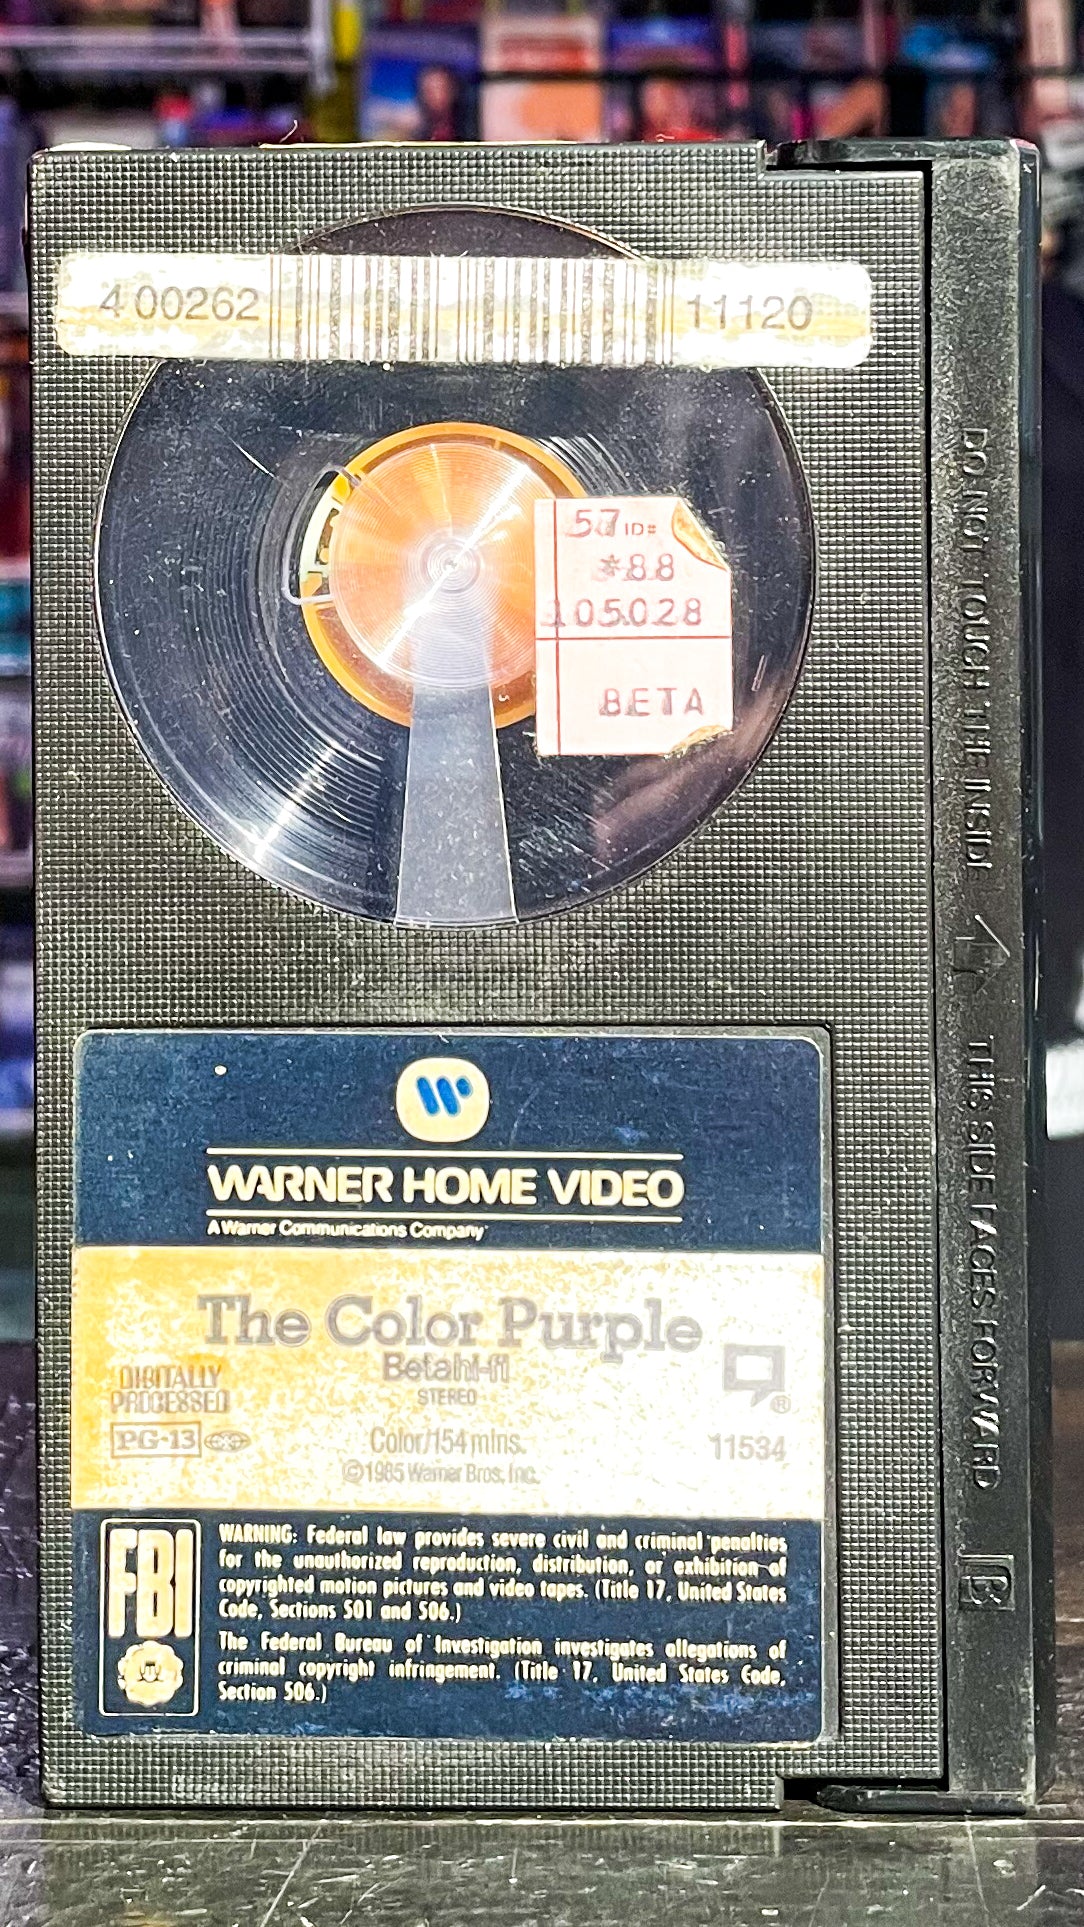 4 00262 11120
57 ID#
*88
105028
BETA
WARNER HOME VIDEO
A Warner Communications Company
The Color Purple
Betahi-fi
STEREO
DIGITALLY
PROCESSED
PG-13
Color/154 mins.
11534
©1985 Warner Bros. Inc.
®
FBI
WARNING: Federal law provides severe civil and criminal penalties
for the unauthorized reproduction, distribution, or exhibition of
copyrighted motion pictures and video tapes. (Title 17, United States
Code, Sections 501 and 506.)
The Federal Bureau of Investigation investigates allegations of
criminal copyright infringement. (Title 17, United States Code,
Section 506.)
DO NOT TOUCH THE INSIDE
THIS SIDE FACES FORWARD